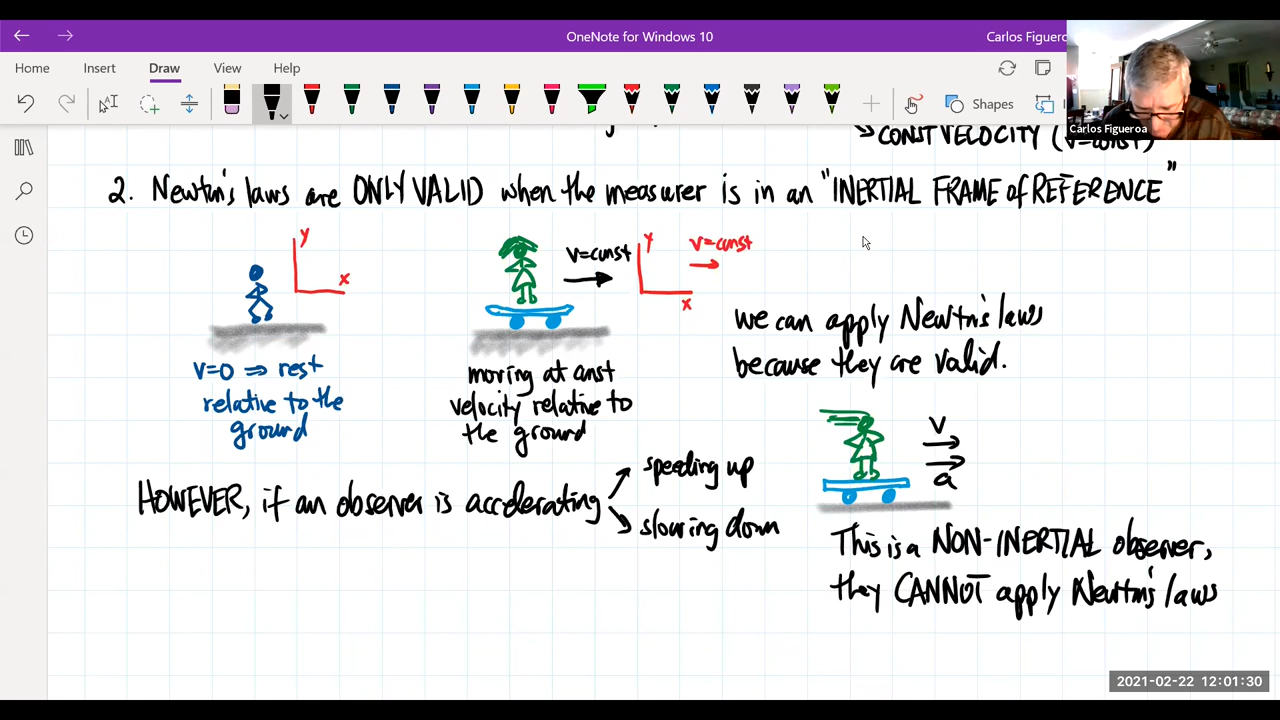 OneNote for Windows 10
Carlos Figuero
Home Insert Draw View Help
Shapes
Carlos Figueroa
CONST VELOCITY (v=const)
2. Newton's laws are ONLY VALID when the measurer is in an "INERTIAL FRAME of REFERENCE"
y
x
v=const
y
v=const
x
we can apply Newton's laws
because they are valid.
v=0 ⇒ rest
relative to the
ground
moving at const
velocity relative to
the ground
v
a
HOWEVER, if an observer is accelerating
speeding up
slowing down
This is a NON-INERTIAL observer,
they CANNOT apply Newton's laws
2021-02-22 12:01:30